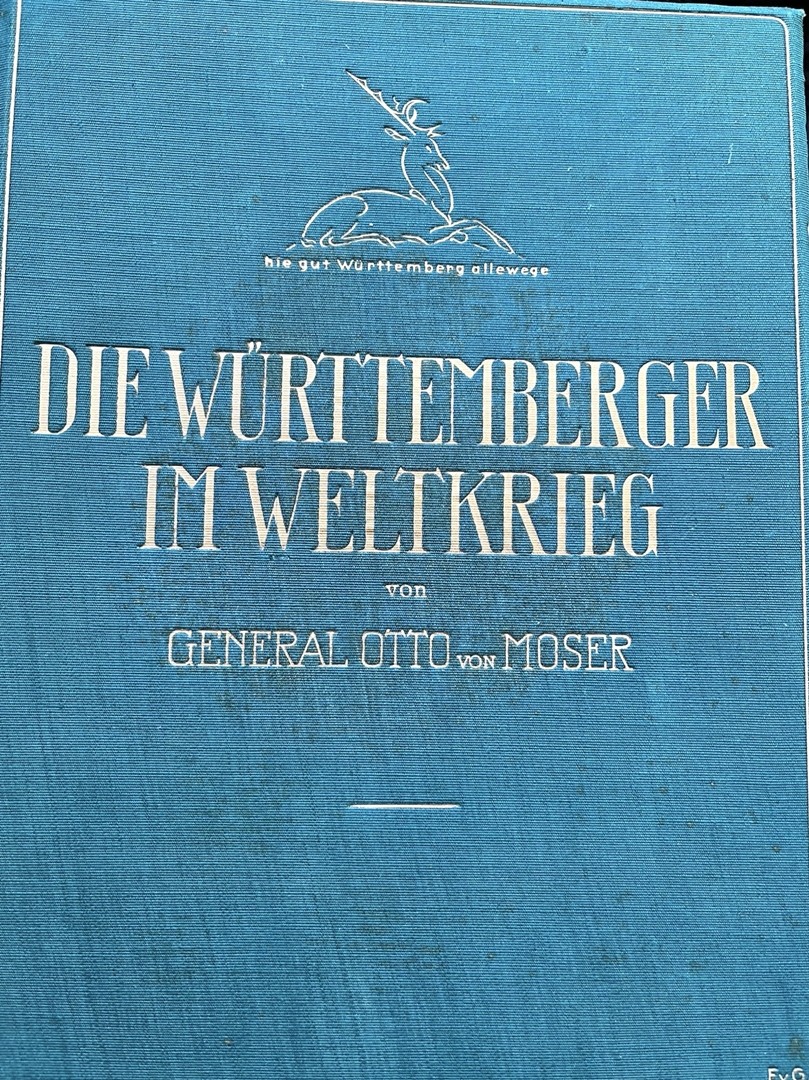 hie gut Württemberg allewege
DIE WÜRTTEMBERGER
IM WELTKRIEG
von
GENERAL OTTO VON MOSER
F.v.G.